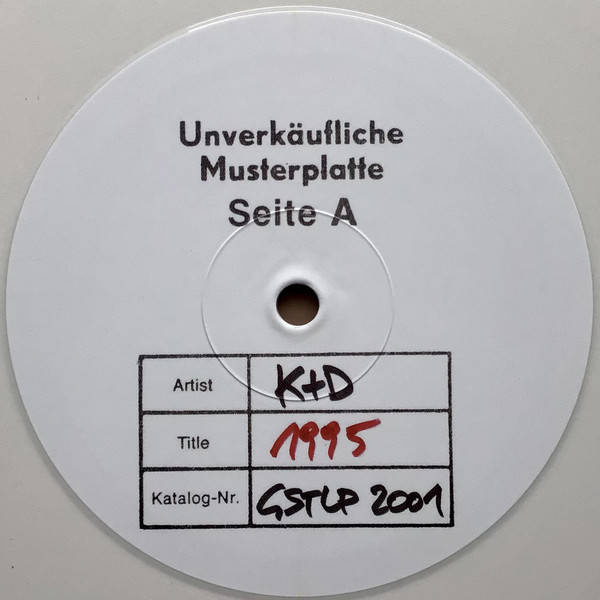 Unverkäufliche
Musterplatte
Seite A
Artist K+D
Title 1995
Katalog-Nr. GSTLP 2001